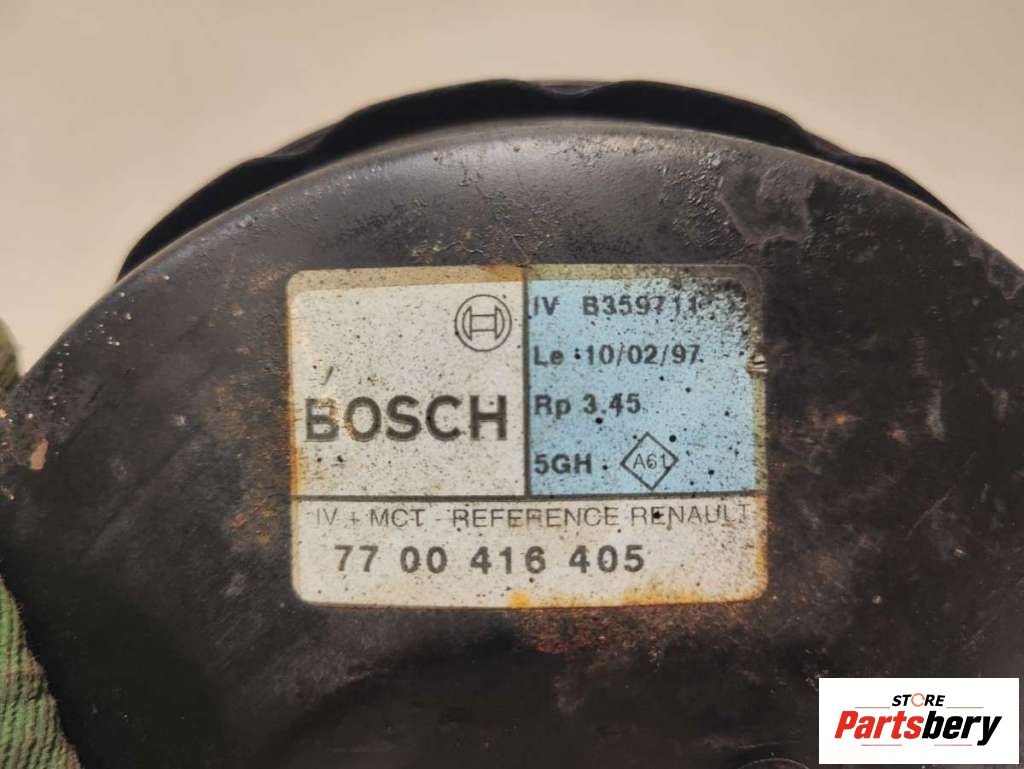 BOSCH
IV B359711
Le 10/02/97
Rp 3.45
5GH A61
IV + MCT - REFERENCE RENAULT
77 00 416 405
STORE
Partsbery